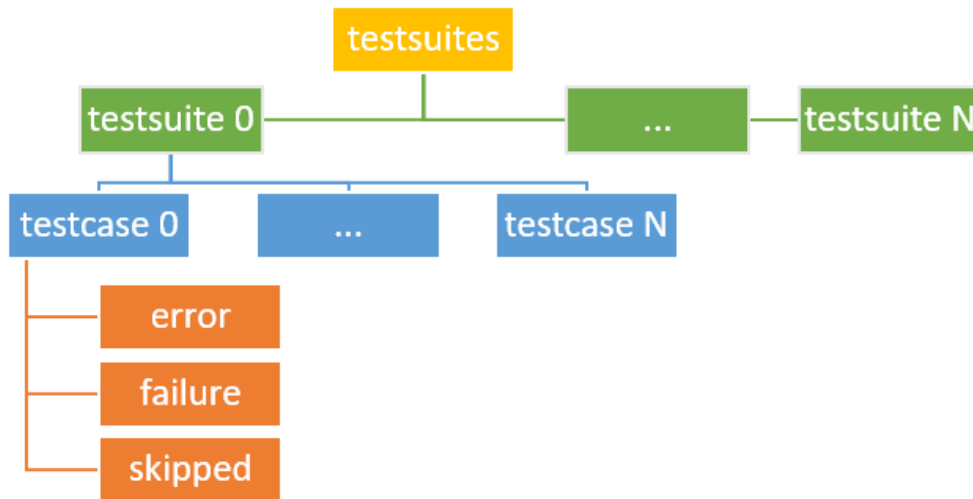 testsuites
testsuite 0
...
testsuite N
testcase 0
...
testcase N
error
failure
skipped